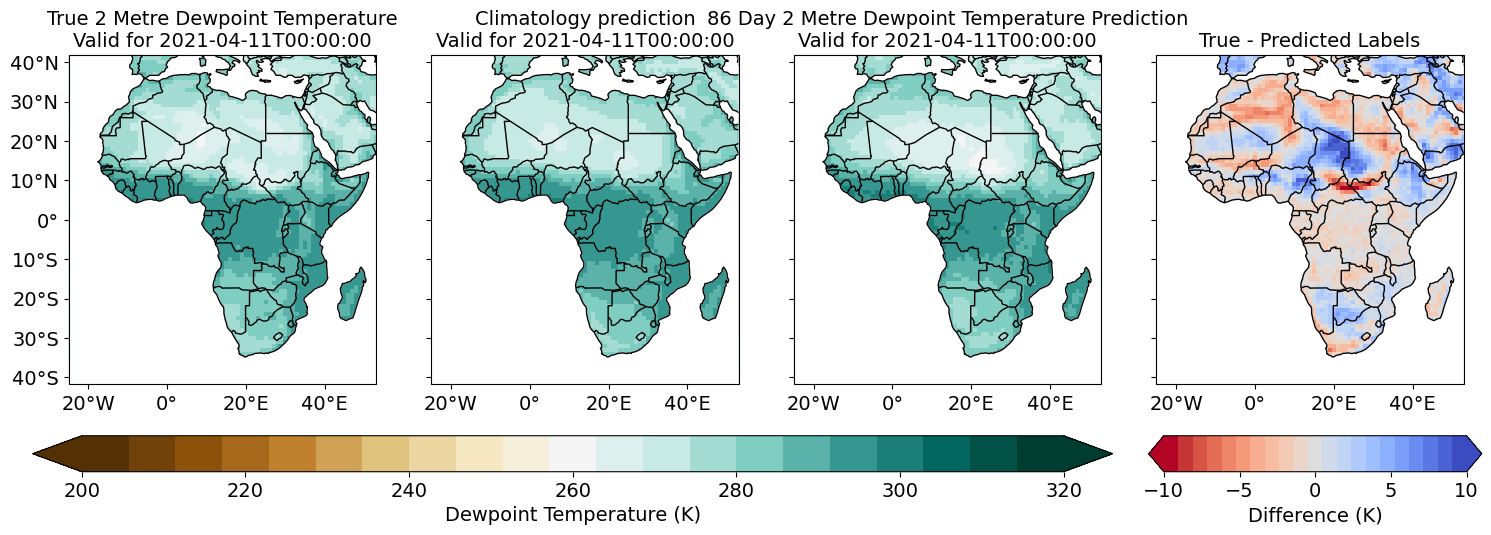 True 2 Metre Dewpoint Temperature
Valid for 2021-04-11T00:00:00
Climatology prediction  86 Day 2 Metre Dewpoint Temperature Prediction
Valid for 2021-04-11T00:00:00
Valid for 2021-04-11T00:00:00
True - Predicted Labels
40°N
30°N
20°N
10°N
0°
10°S
20°S
30°S
40°S
20°W 0° 20°E 40°E
20°W 0° 20°E 40°E
20°W 0° 20°E 40°E
20°W 0° 20°E 40°E
200 220 240 260 280 300 320
Dewpoint Temperature (K)
−10 −5 0 5 10
Difference (K)